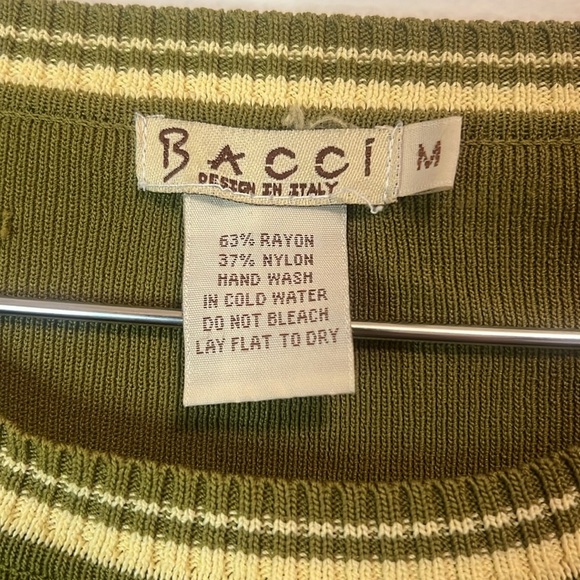 BACCI
DESIGN IN ITALY
M
63% RAYON
37% NYLON
HAND WASH
IN COLD WATER
DO NOT BLEACH
LAY FLAT TO DRY